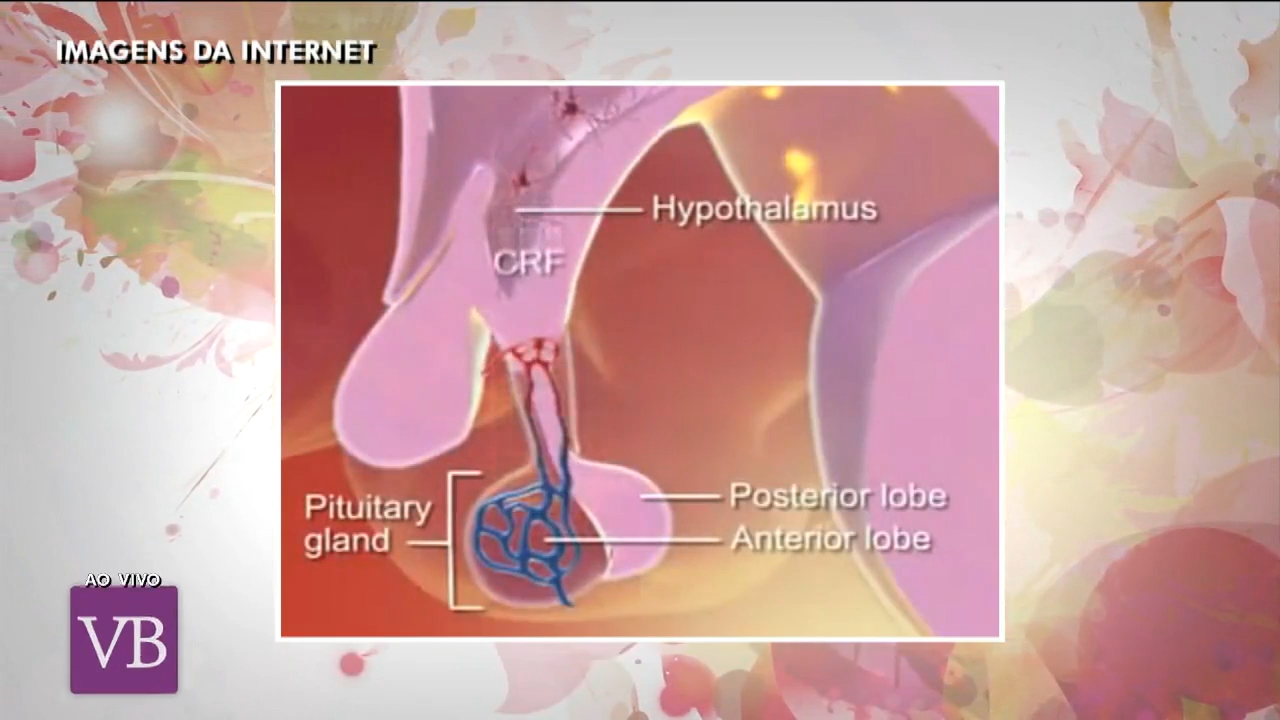 IMAGENS DA INTERNET
Hypothalamus
CRF
Pituitary
gland
Posterior lobe
Anterior lobe
AO VIVO
VB